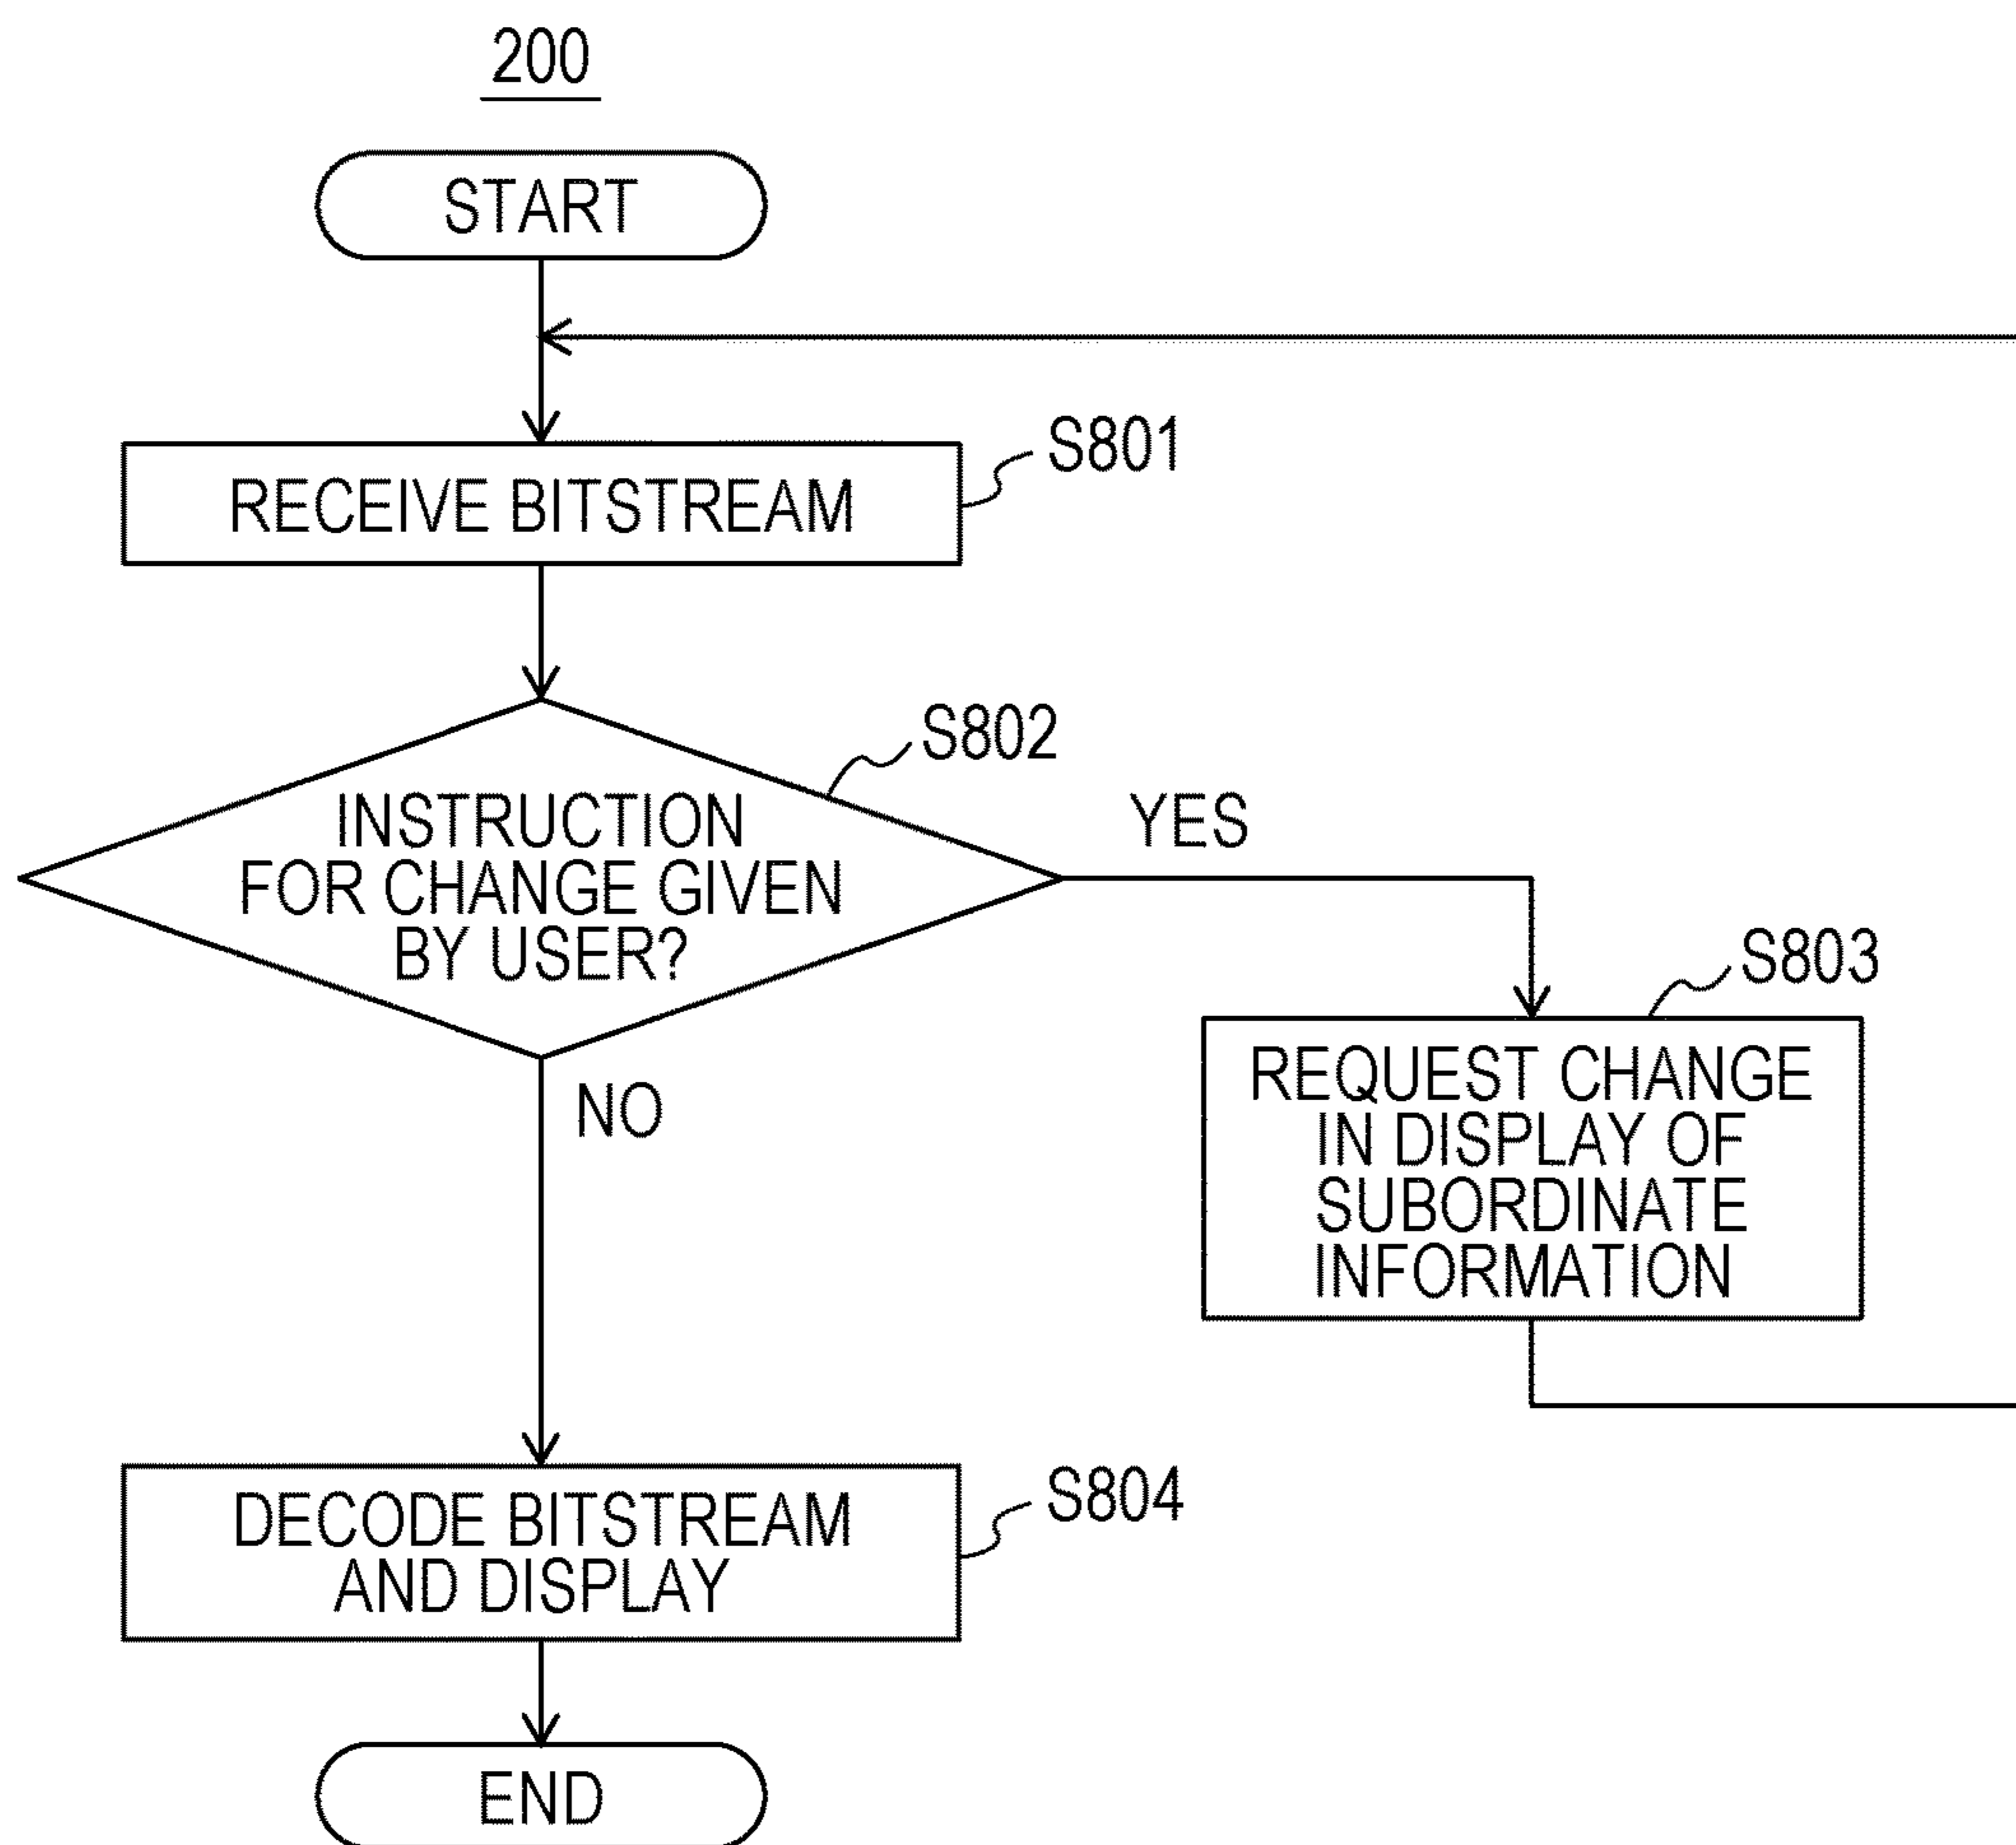 200
START
S801
RECEIVE BITSTREAM
S802
INSTRUCTION
FOR CHANGE GIVEN
BY USER?
YES
NO
S803
REQUEST CHANGE
IN DISPLAY OF
SUBORDINATE
INFORMATION
S804
DECODE BITSTREAM
AND DISPLAY
END